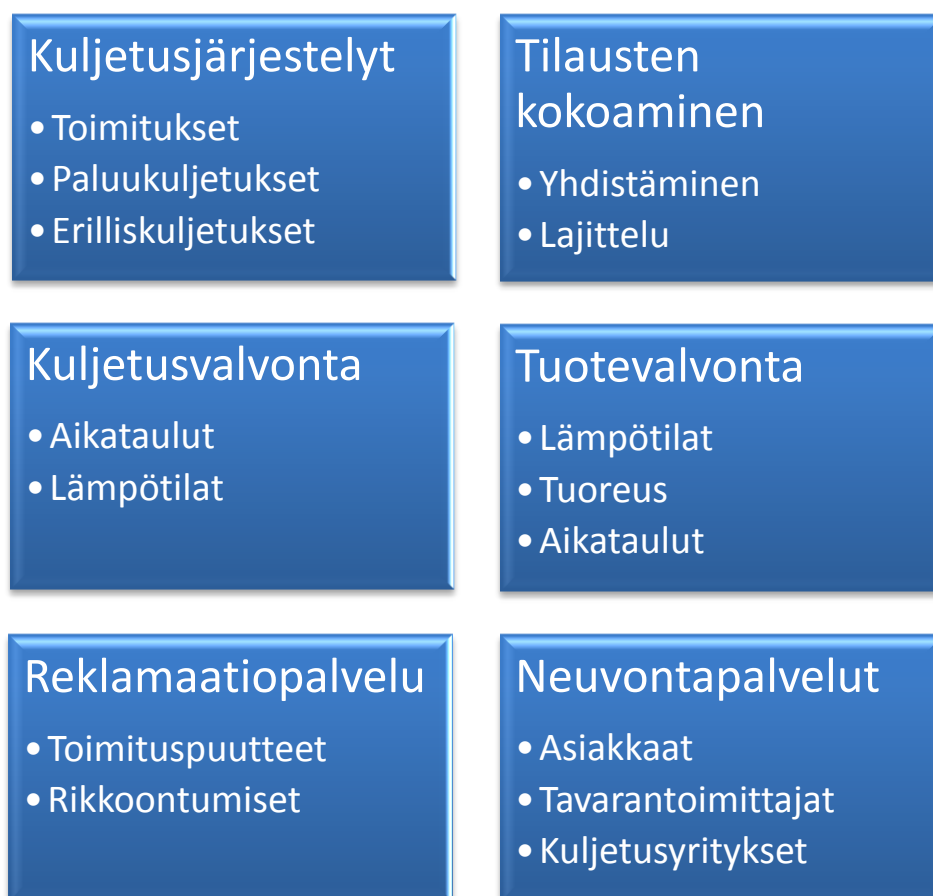 Kuljetusjärjestelyt
• Toimitukset
• Paluukuljetukset
• Erilliskuljetukset
Tilausten
kokoaminen
• Yhdistäminen
• Lajittelu
Kuljetusvalvonta
• Aikataulut
• Lämpötilat
Tuotevalvonta
• Lämpötilat
• Tuoreus
• Aikataulut
Reklamaatiopalvelu
• Toimituspuutteet
• Rikkoontumiset
Neuvontapalvelut
• Asiakkaat
• Tavarantoimittajat
• Kuljetusyritykset